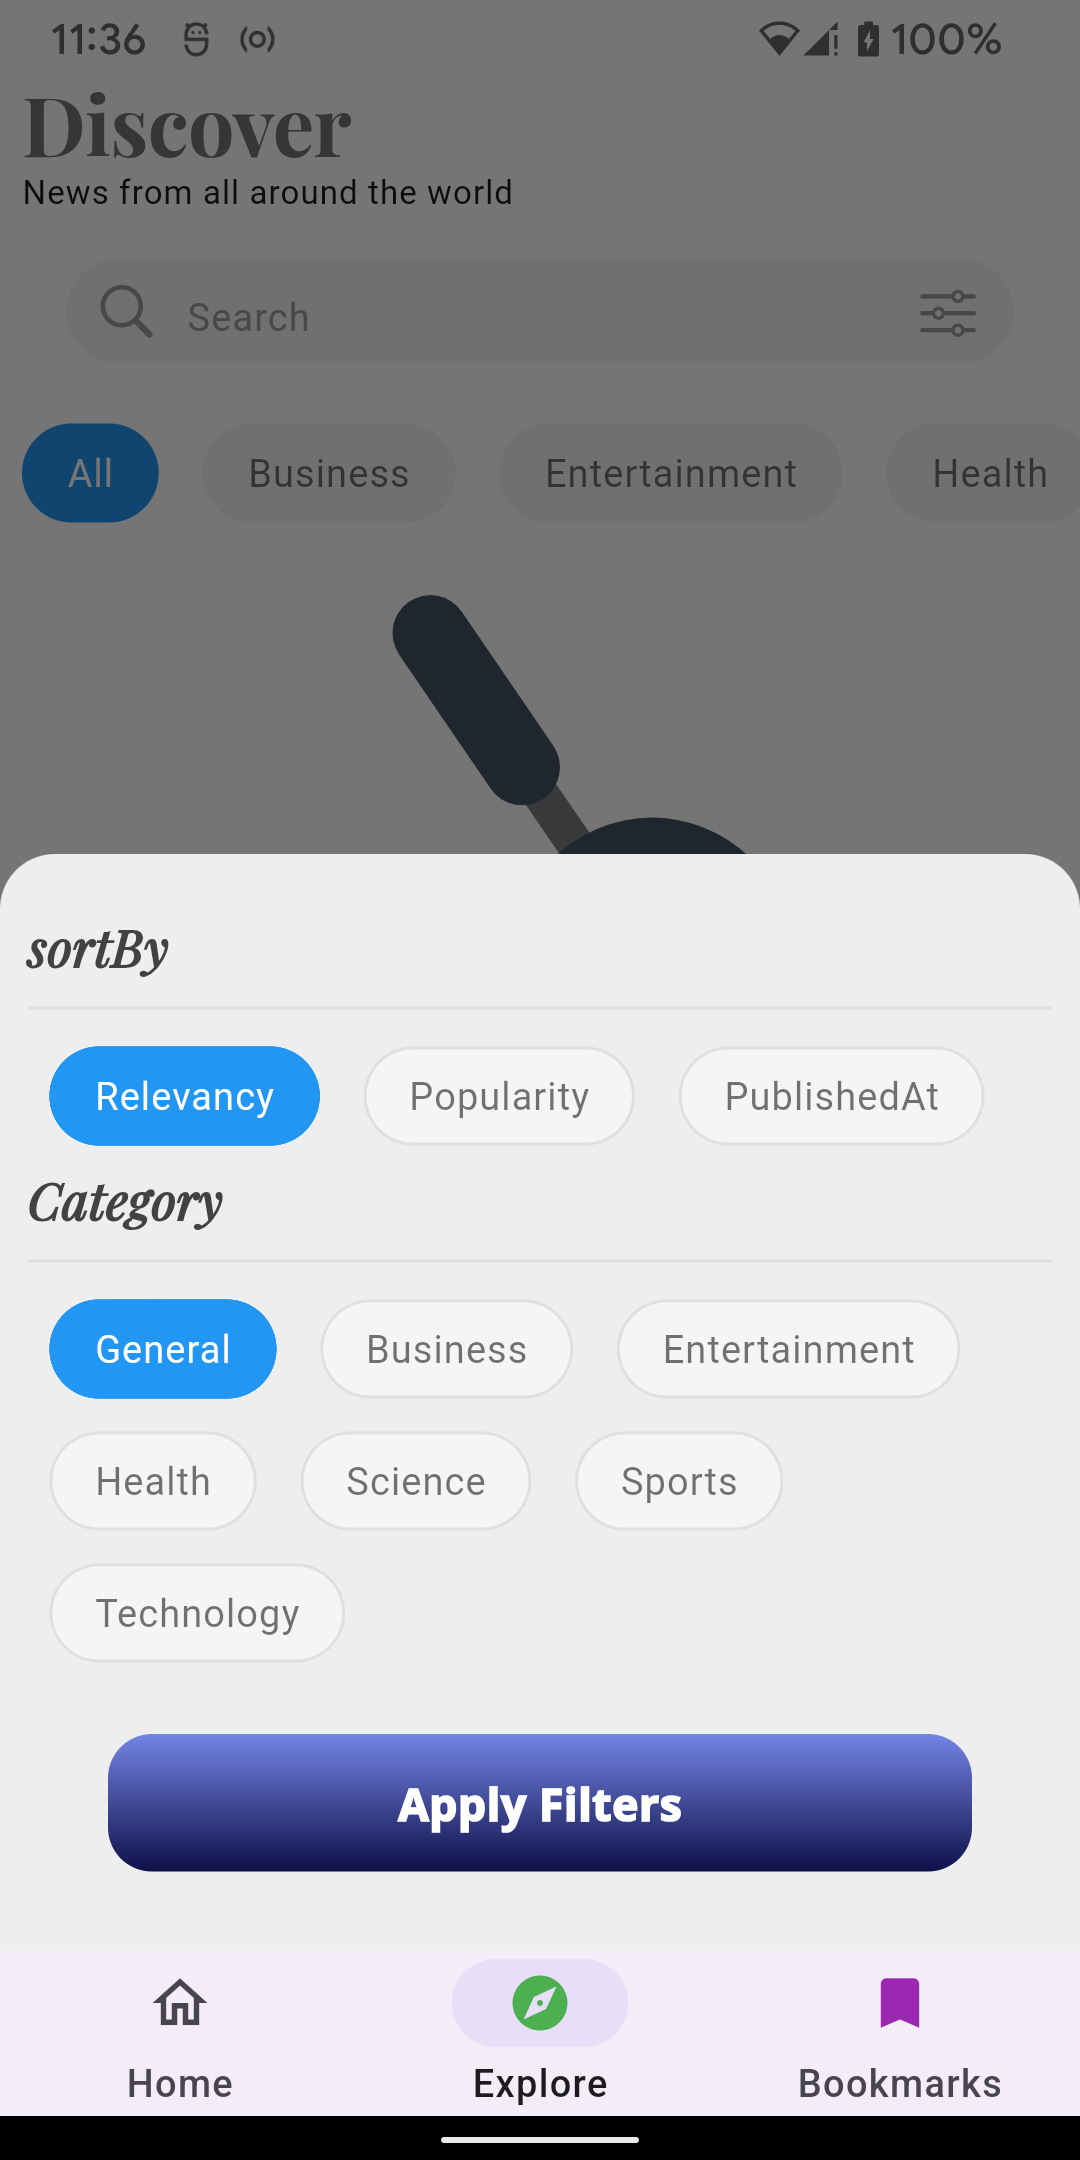 11:36 100%
Discover
News from all around the world
Search
All Business Entertainment Health
sortBy
Relevancy Popularity PublishedAt
Category
General Business Entertainment
Health Science Sports
Technology
Apply Filters
Home Explore Bookmarks